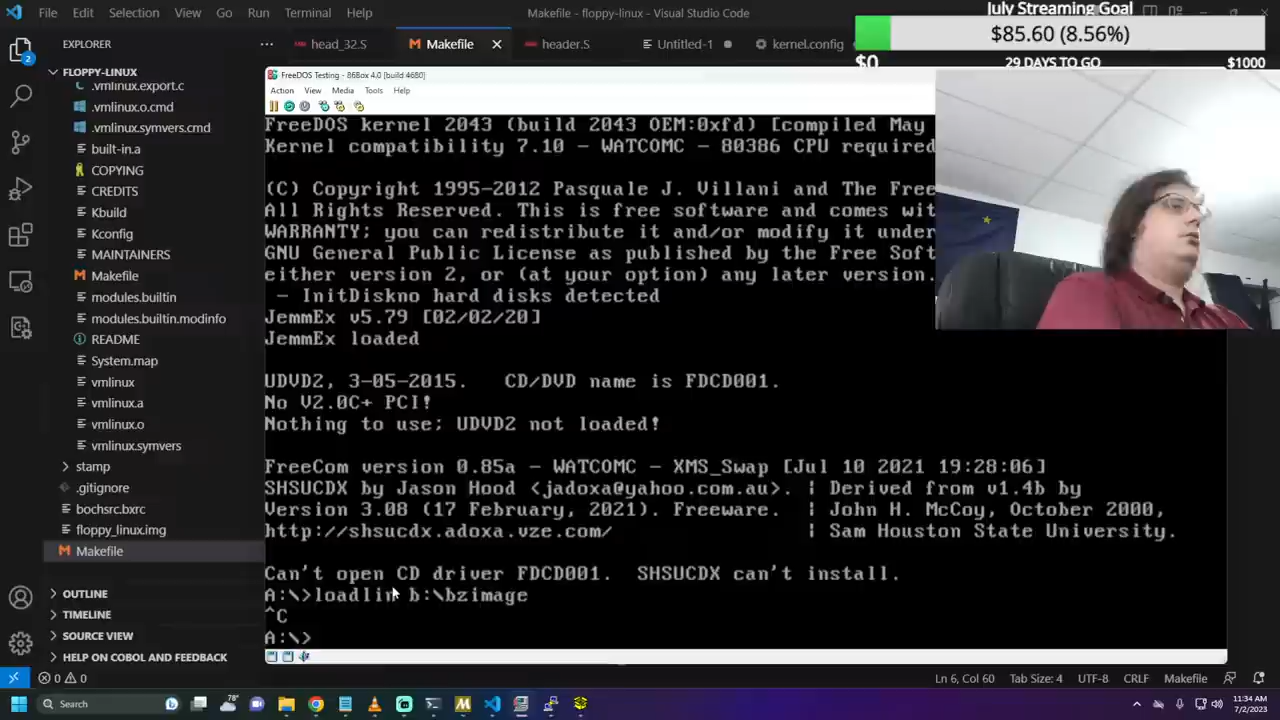 File Edit Selection View Go Run Terminal Help
Makefile - floppy-linux - Visual Studio Code
July Streaming Goal
$85.60 (8.56%)
$0 29 DAYS TO GO $1000
EXPLORER
head_32.S Makefile header.S Untitled-1 kernel.config
FLOPPY-LINUX
.vmlinux.export.c
.vmlinux.o.cmd
.vmlinux.symvers.cmd
built-in.a
COPYING
CREDITS
Kbuild
Kconfig
MAINTAINERS
Makefile
modules.builtin
modules.builtin.modinfo
README
System.map
vmlinux
vmlinux.a
vmlinux.o
vmlinux.symvers
stamp
.gitignore
bochsrc.bxrc
floppy_linux.img
Makefile
OUTLINE
TIMELINE
SOURCE VIEW
HELP ON COBOL AND FREECODE
FreeDOS Testing - 86Box 4.0 [build 4680]
Action View Media Tools Help
FreeDOS kernel 2043 (build 2043 OEM:0xfd) [compiled May
Kernel compatibility 7.10 - WATCOMC - 80386 CPU required
(C) Copyright 1995-2012 Pasquale J. Villani and The Free
All Rights Reserved. This is free software and comes wit
WARRANTY; you can redistribute it and/or modify it under
GNU General Public License as published by the Free Soft
either version 2, or (at your option) any later version.
- InitDiskno hard disks detected
JemmEx v5.79 [02/02/20]
JemmEx loaded
UDVD2, 3-05-2015. CD/DVD name is FDCD001.
No V2.0C+ PCI!
Nothing to use; UDVD2 not loaded!
FreeCom version 0.85a - WATCOMC - XMS_Swap [Jul 10 2021 19:28:06]
SHSUCDX by Jason Hood <jadoxa@yahoo.com.au>. | Derived from v1.4b by
Version 3.08 (17 February, 2021). Freeware. | John H. McCoy, October 2000,
http://shsucdx.adoxa.vze.com/ | Sam Houston State University.
Can't open CD driver FDCD001. SHSUCDX can't install.
A:\>loadlin b:\bzimage
^C
A:\>
0 0 Ln 6, Col 60 Tab Size: 4 UTF-8 CRLF Makefile
Search 78° 11:34 AM
7/2/2023